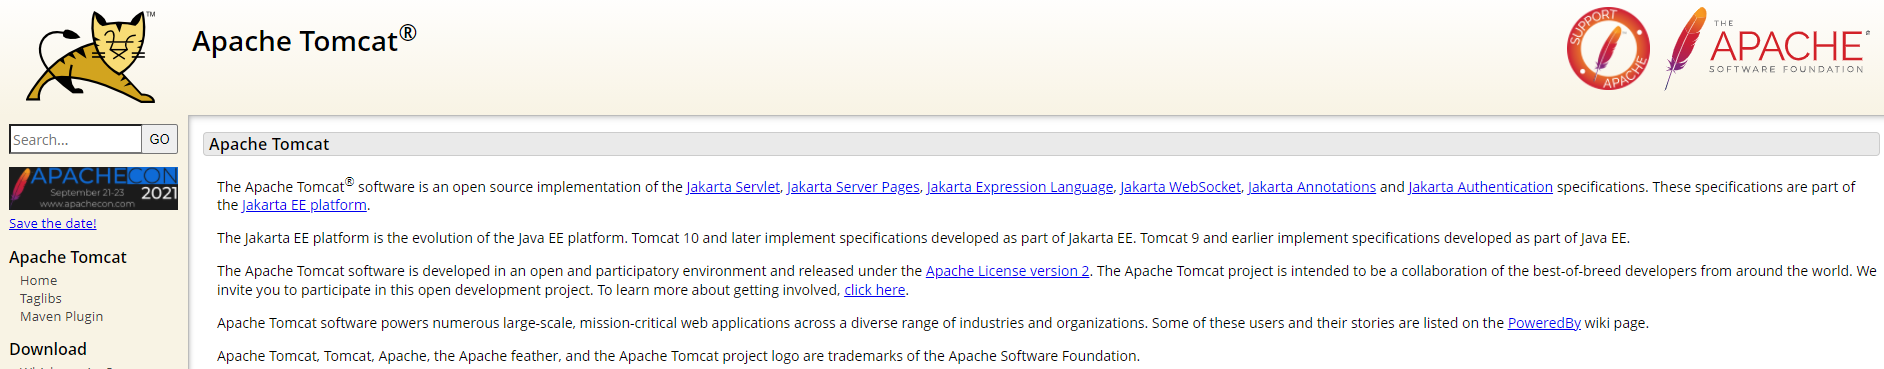 TM
Apache Tomcat®
SUPPORT
APACHE
THE
APACHE
SOFTWARE FOUNDATION
Search...
GO
APACHECON
September 21-23
2021
www.apachecon.com
Save the date!
Apache Tomcat
Home
Taglibs
Maven Plugin
Download
Apache Tomcat
The Apache Tomcat® software is an open source implementation of the Jakarta Servlet, Jakarta Server Pages, Jakarta Expression Language, Jakarta WebSocket, Jakarta Annotations and Jakarta Authentication specifications. These specifications are part of
the Jakarta EE platform.
The Jakarta EE platform is the evolution of the Java EE platform. Tomcat 10 and later implement specifications developed as part of Jakarta EE. Tomcat 9 and earlier implement specifications developed as part of Java EE.
The Apache Tomcat software is developed in an open and participatory environment and released under the Apache License version 2. The Apache Tomcat project is intended to be a collaboration of the best-of-breed developers from around the world. We
invite you to participate in this open development project. To learn more about getting involved, click here.
Apache Tomcat software powers numerous large-scale, mission-critical web applications across a diverse range of industries and organizations. Some of these users and their stories are listed on the PoweredBy wiki page.
Apache Tomcat, Tomcat, Apache, the Apache feather, and the Apache Tomcat project logo are trademarks of the Apache Software Foundation.